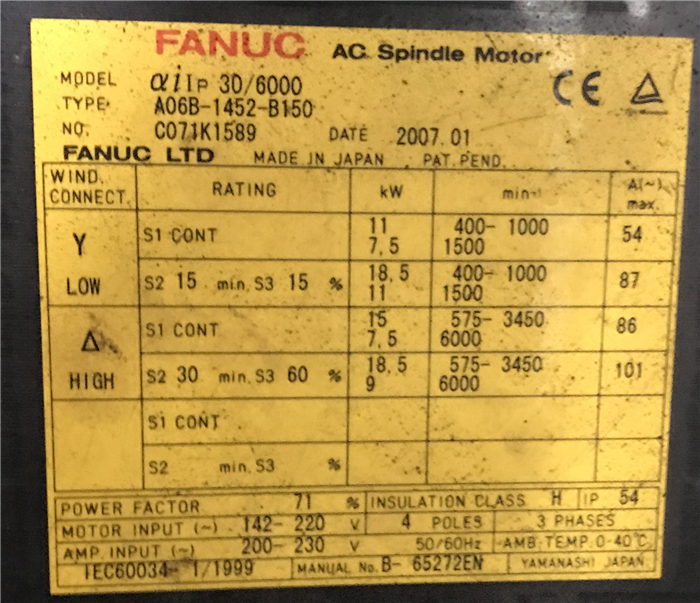 FANUC AC Spindle Motor
MODEL αiIP 30/6000
TYPE A06B-1452-B150
NO. C071K1589 DATE 2007.01
FANUC LTD MADE IN JAPAN PAT.PEND.
CE
WIND. CONNECT. RATING kW min-1 A(~) max.
Y LOW S1 CONT 11 400- 1000 54
7.5 1500
S2 15 min. S3 15 % 18.5 400- 1000 87
11 1500
Δ HIGH S1 CONT 15 575- 3450 86
7.5 6000
S2 30 min. S3 60 % 18.5 575- 3450 101
9 6000
S1 CONT
S2 min. S3 %
POWER FACTOR 71 % INSULATION CLASS H IP 54
MOTOR INPUT (~) 142- 220 V 4 POLES 3 PHASES
AMP. INPUT (~) 200- 230 V 50/60Hz AMB.TEMP. 0-40°C
IEC60034- 1/1999 MANUAL No. B- 65272EN YAMANASHI JAPAN